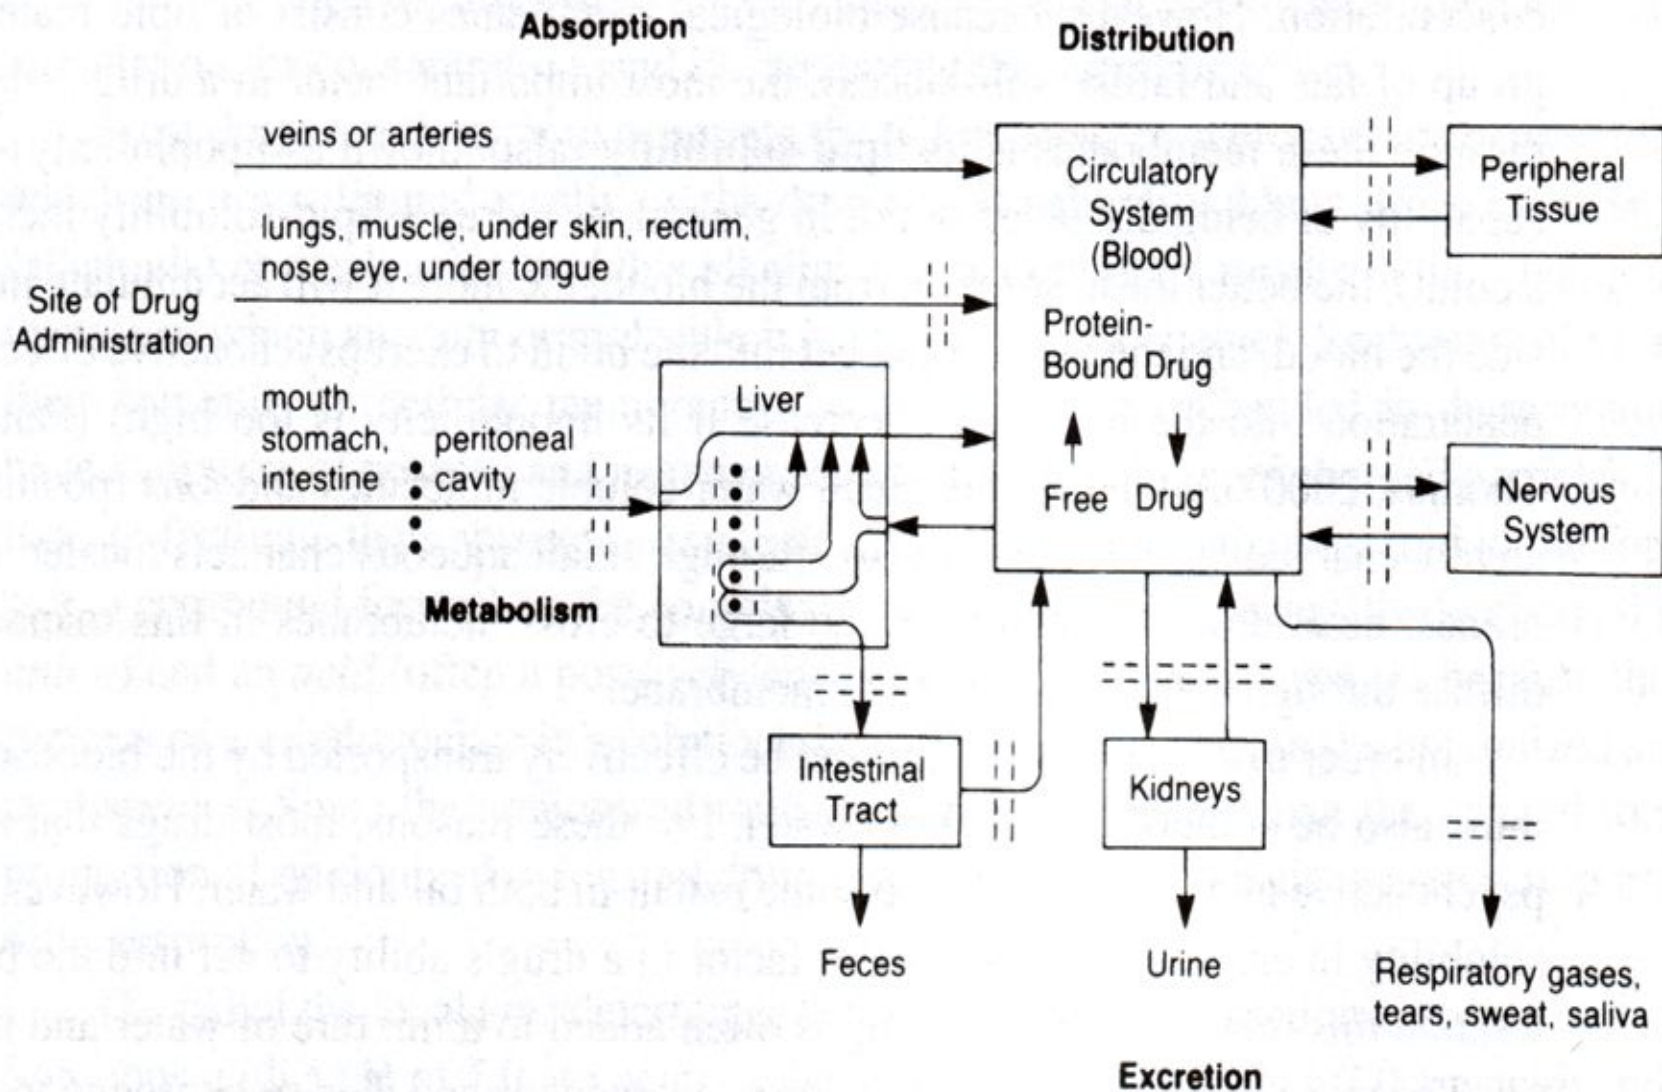 Absorption
Distribution
veins or arteries
lungs, muscle, under skin, rectum,
nose, eye, under tongue
Site of Drug
Administration
mouth,
stomach,
intestine
peritoneal
cavity
Liver
Metabolism
Circulatory
System
(Blood)
Protein-
Bound Drug
Free Drug
Peripheral
Tissue
Nervous
System
Intestinal
Tract
Kidneys
Feces
Urine
Respiratory gases,
tears, sweat, saliva
Excretion